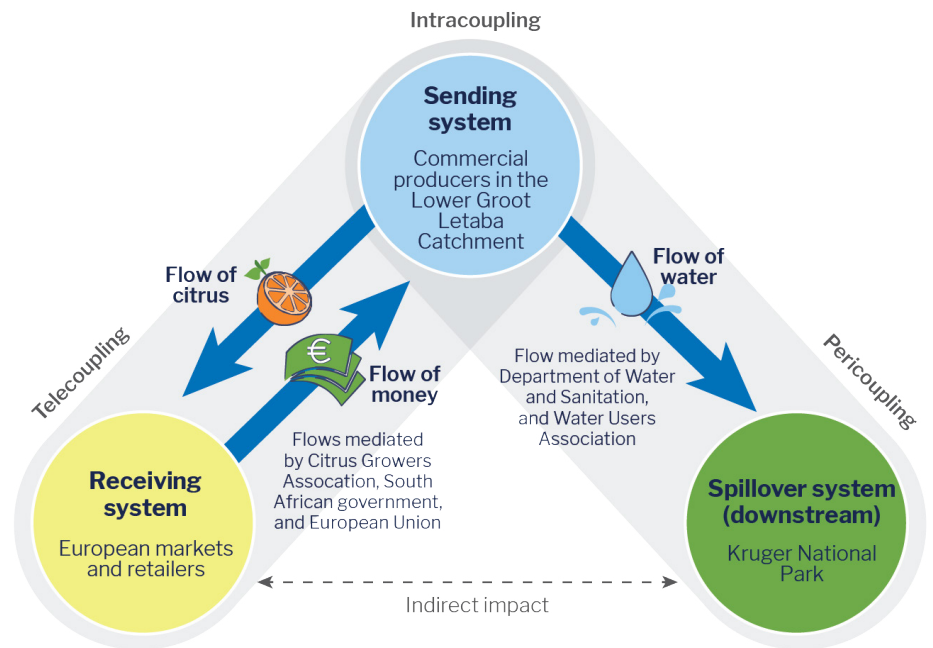 Intracoupling
Sending
system
Commercial
producers in the
Lower Groot
Letaba
Catchment
Flow of
citrus
Flow of
water
€
Flow of
money
Telecoupling
Pericoupling
Flow mediated by
Department of Water
and Sanitation,
and Water Users
Association
Flows mediated
by Citrus Growers
Assocation, South
African government,
and European Union
Receiving
system
European markets
and retailers
Spillover system
(downstream)
Kruger National
Park
Indirect impact